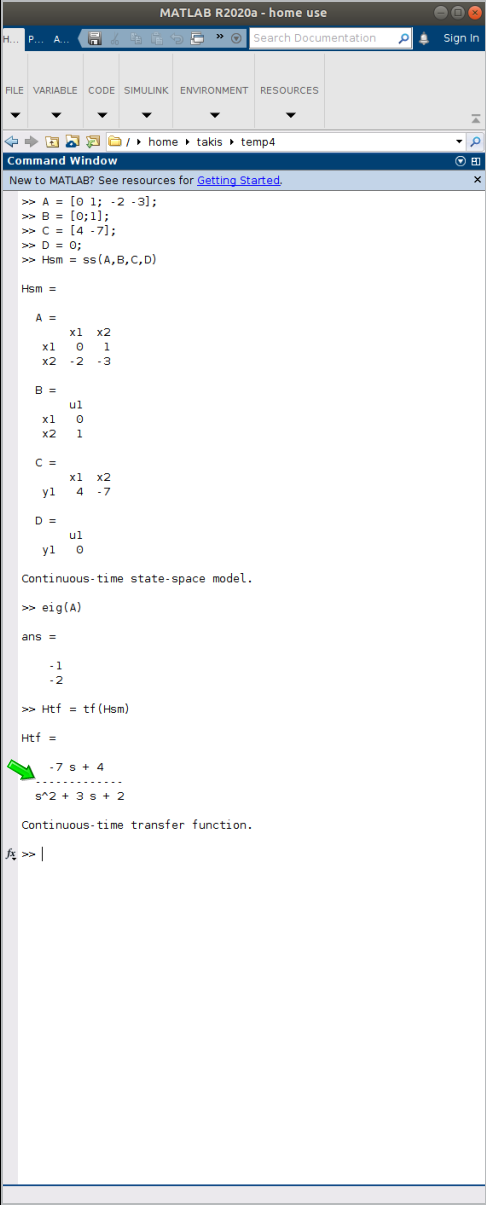 MATLAB R2020a - home use
H... P... A... » Search Documentation Sign In
FILE VARIABLE CODE SIMULINK ENVIRONMENT RESOURCES
/ home takis temp4
Command Window
New to MATLAB? See resources for Getting Started.
>> A = [0 1; -2 -3];
>> B = [0;1];
>> C = [4 -7];
>> D = 0;
>> Hsm = ss(A,B,C,D)
Hsm =
A =
x1 x2
x1 0 1
x2 -2 -3
B =
u1
x1 0
x2 1
C =
x1 x2
y1 4 -7
D =
u1
y1 0
Continuous-time state-space model.
>> eig(A)
ans =
-1
-2
>> Htf = tf(Hsm)
Htf =
-7 s + 4
-------------
s^2 + 3 s + 2
Continuous-time transfer function.
fx >>